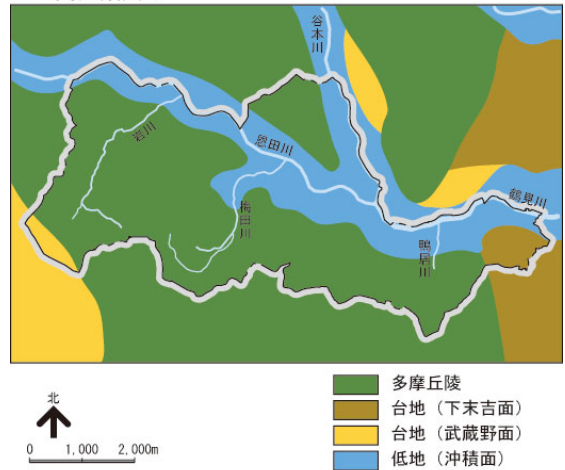 谷本川
岩川
恩田川
梅田川
鶴見川
鴨居川
北
0 1,000 2,000m
多摩丘陵
台地（下末吉面）
台地（武蔵野面）
低地（沖積面）